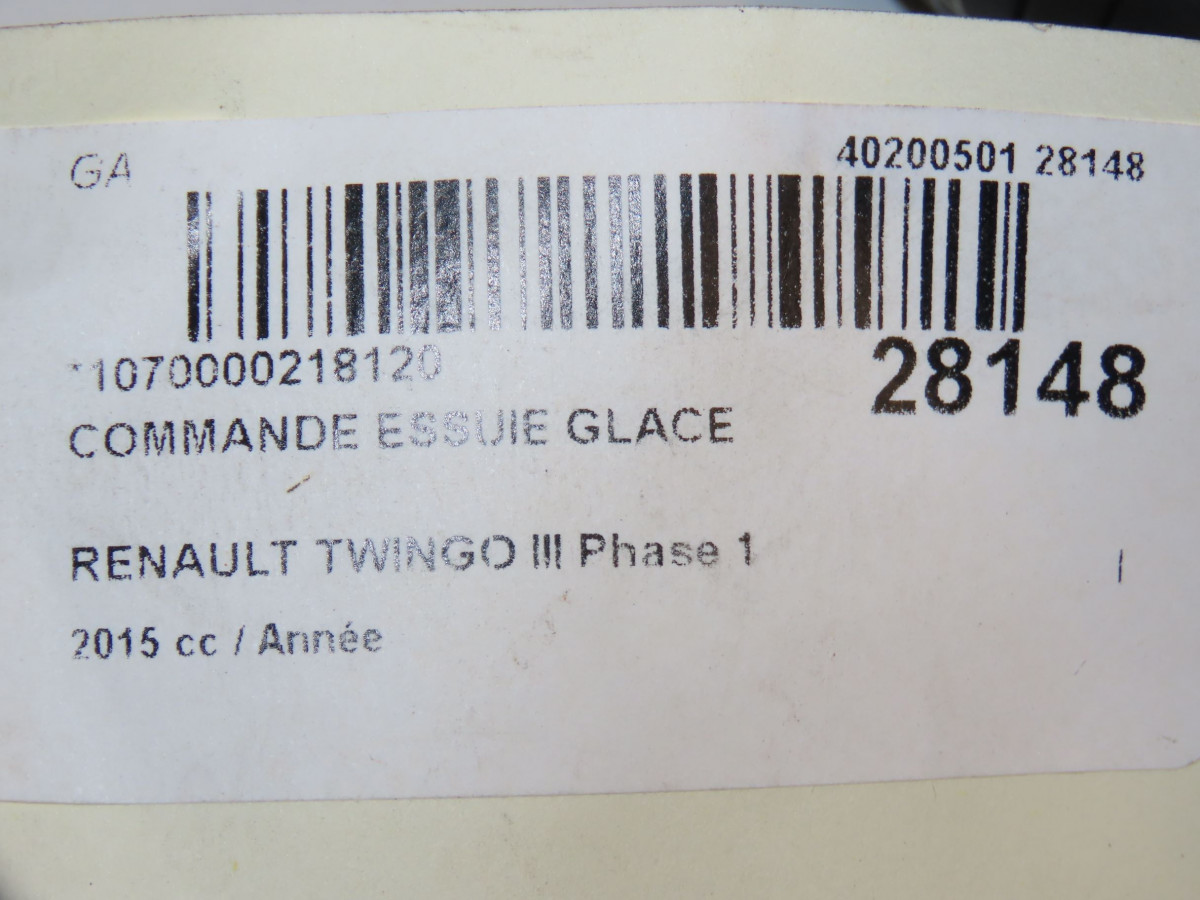 GA
40200501 28148
*1070000218120
28148
COMMANDE ESSUIE GLACE
RENAULT TWINGO III Phase 1
2015 cc / Année